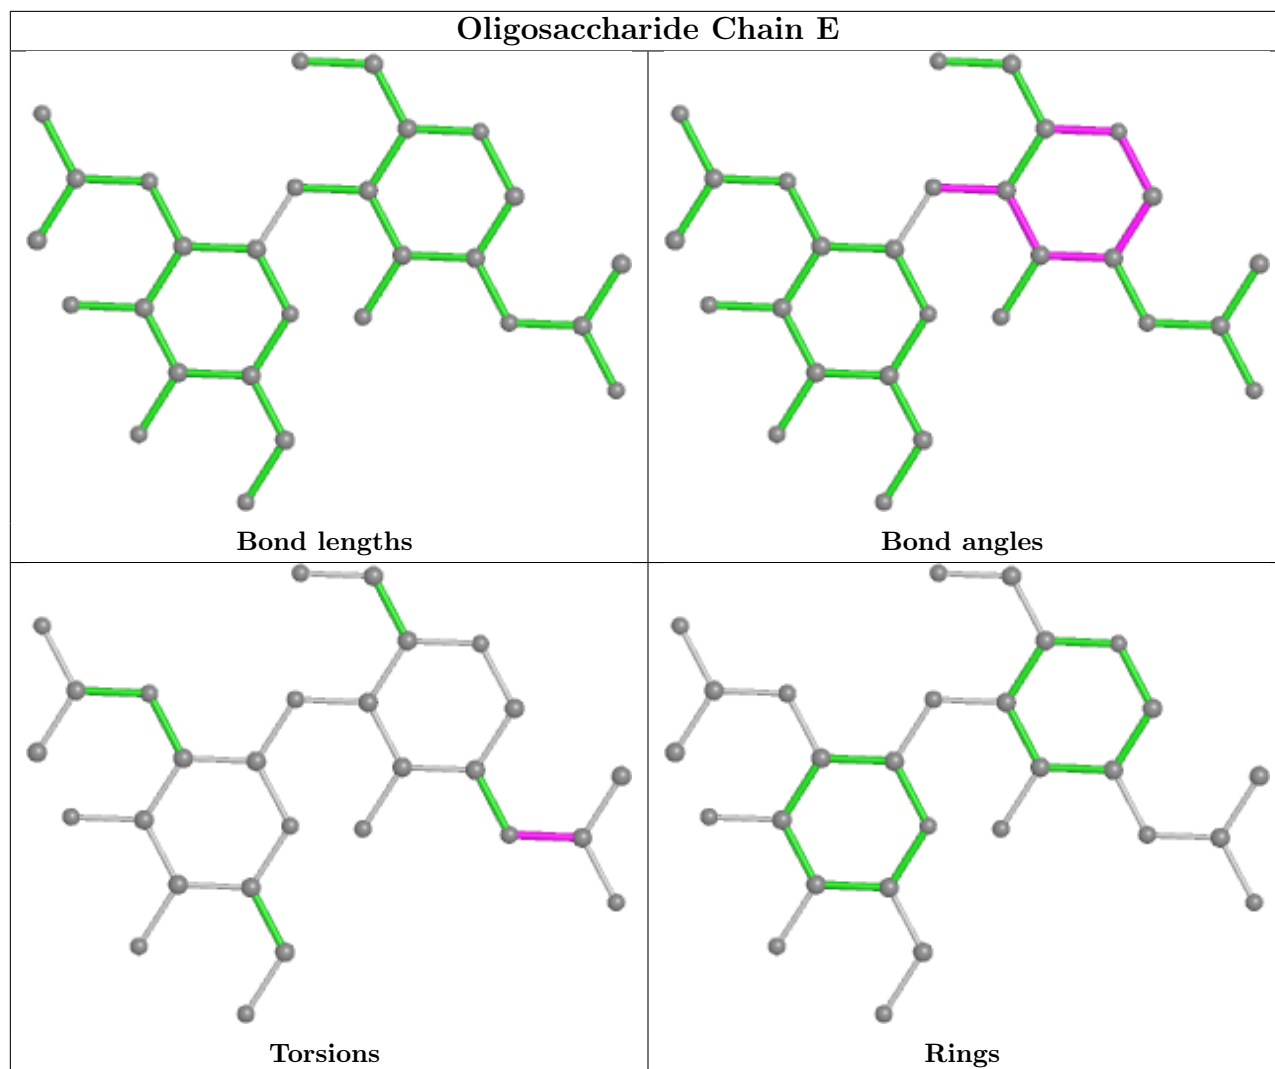 Oligosaccharide Chain E
Bond lengths
Bond angles
Torsions
Rings